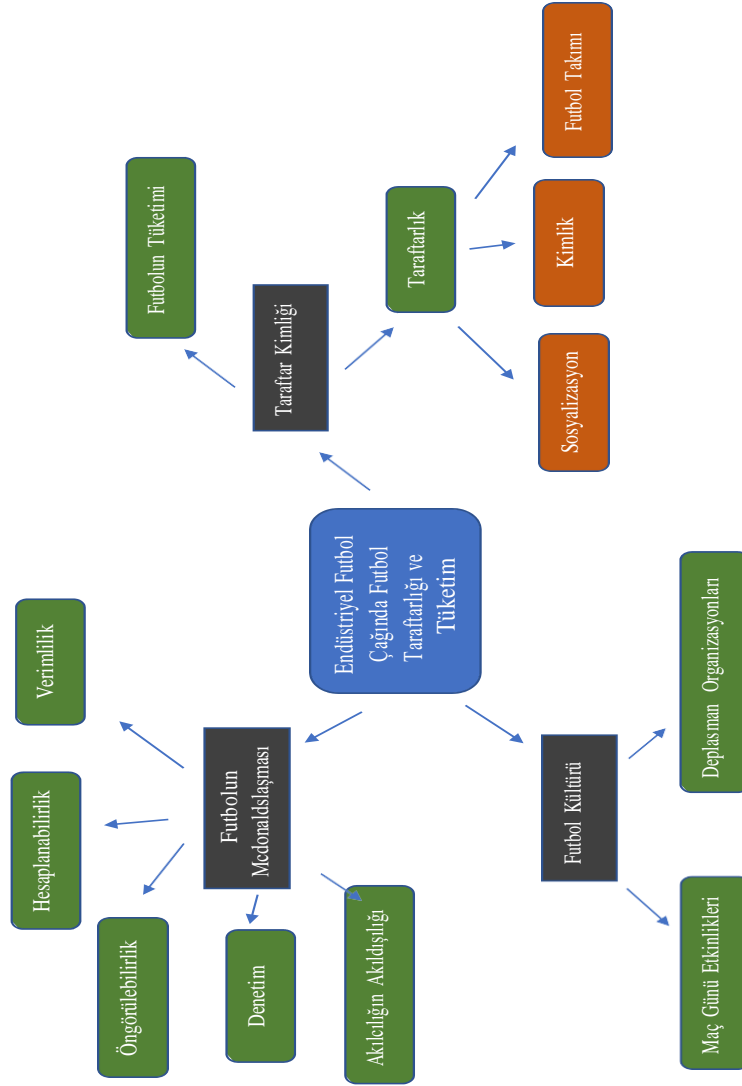 Verimlilik
Hesaplanabilirlik
Öngörülebilirlik
Denetim
Akılcılığın Akıldışılığı
Futbolun
Mcdonaldslaşması
Endüstriyel Futbol
Çağında Futbol
Taraftarlığı ve
Tüketim
Taraftar Kimliği
Futbolun Tüketimi
Taraftarlık
Sosyalizasyon
Kimlik
Futbol Takımı
Futbol Kültürü
Maç Günü Etkinlikleri
Deplasman Organizasyonları